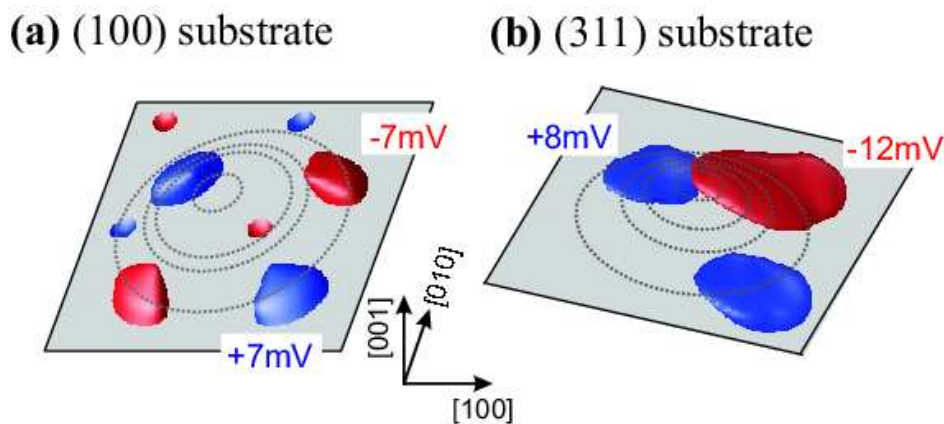 (a) (100) substrate
(b) (311) substrate
-7mV
+8mV
-12mV
+7mV
[001]
[010]
[100]